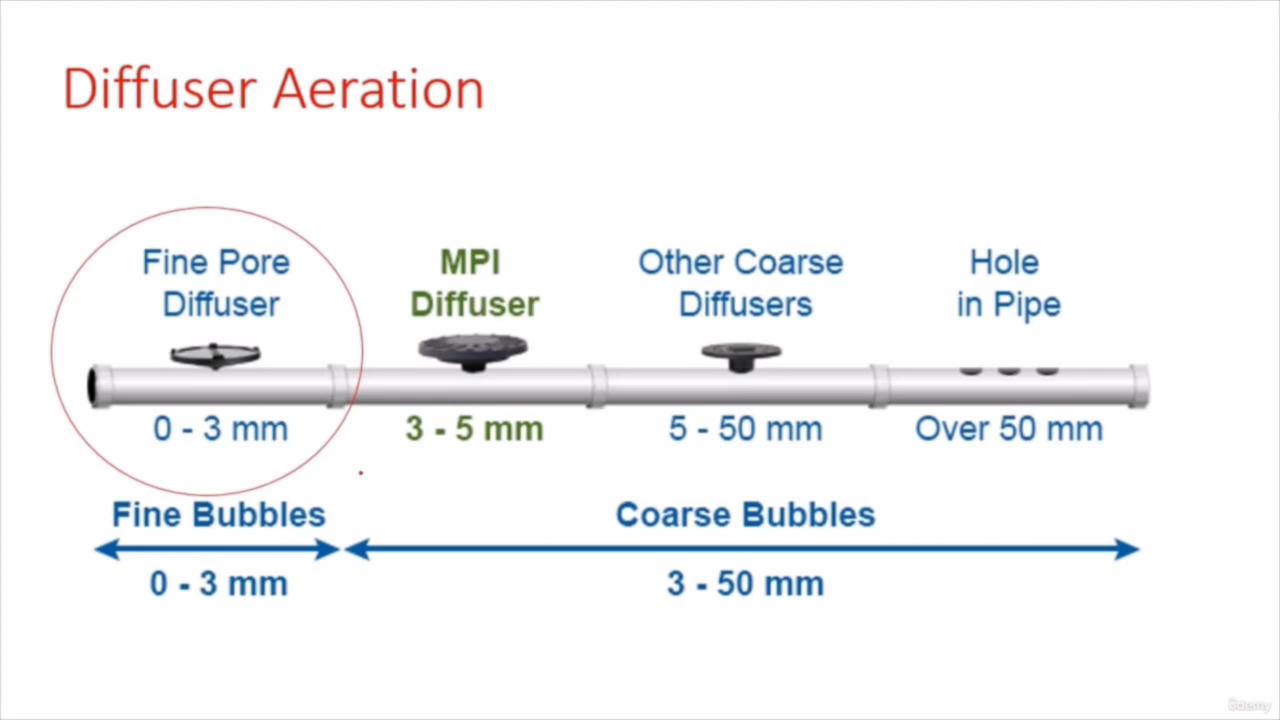 Diffuser Aeration
Fine Pore
Diffuser
MPI
Diffuser
Other Coarse
Diffusers
Hole
in Pipe
0 - 3 mm
3 - 5 mm
5 - 50 mm
Over 50 mm
Fine Bubbles
Coarse Bubbles
0 - 3 mm
3 - 50 mm
ûdemy